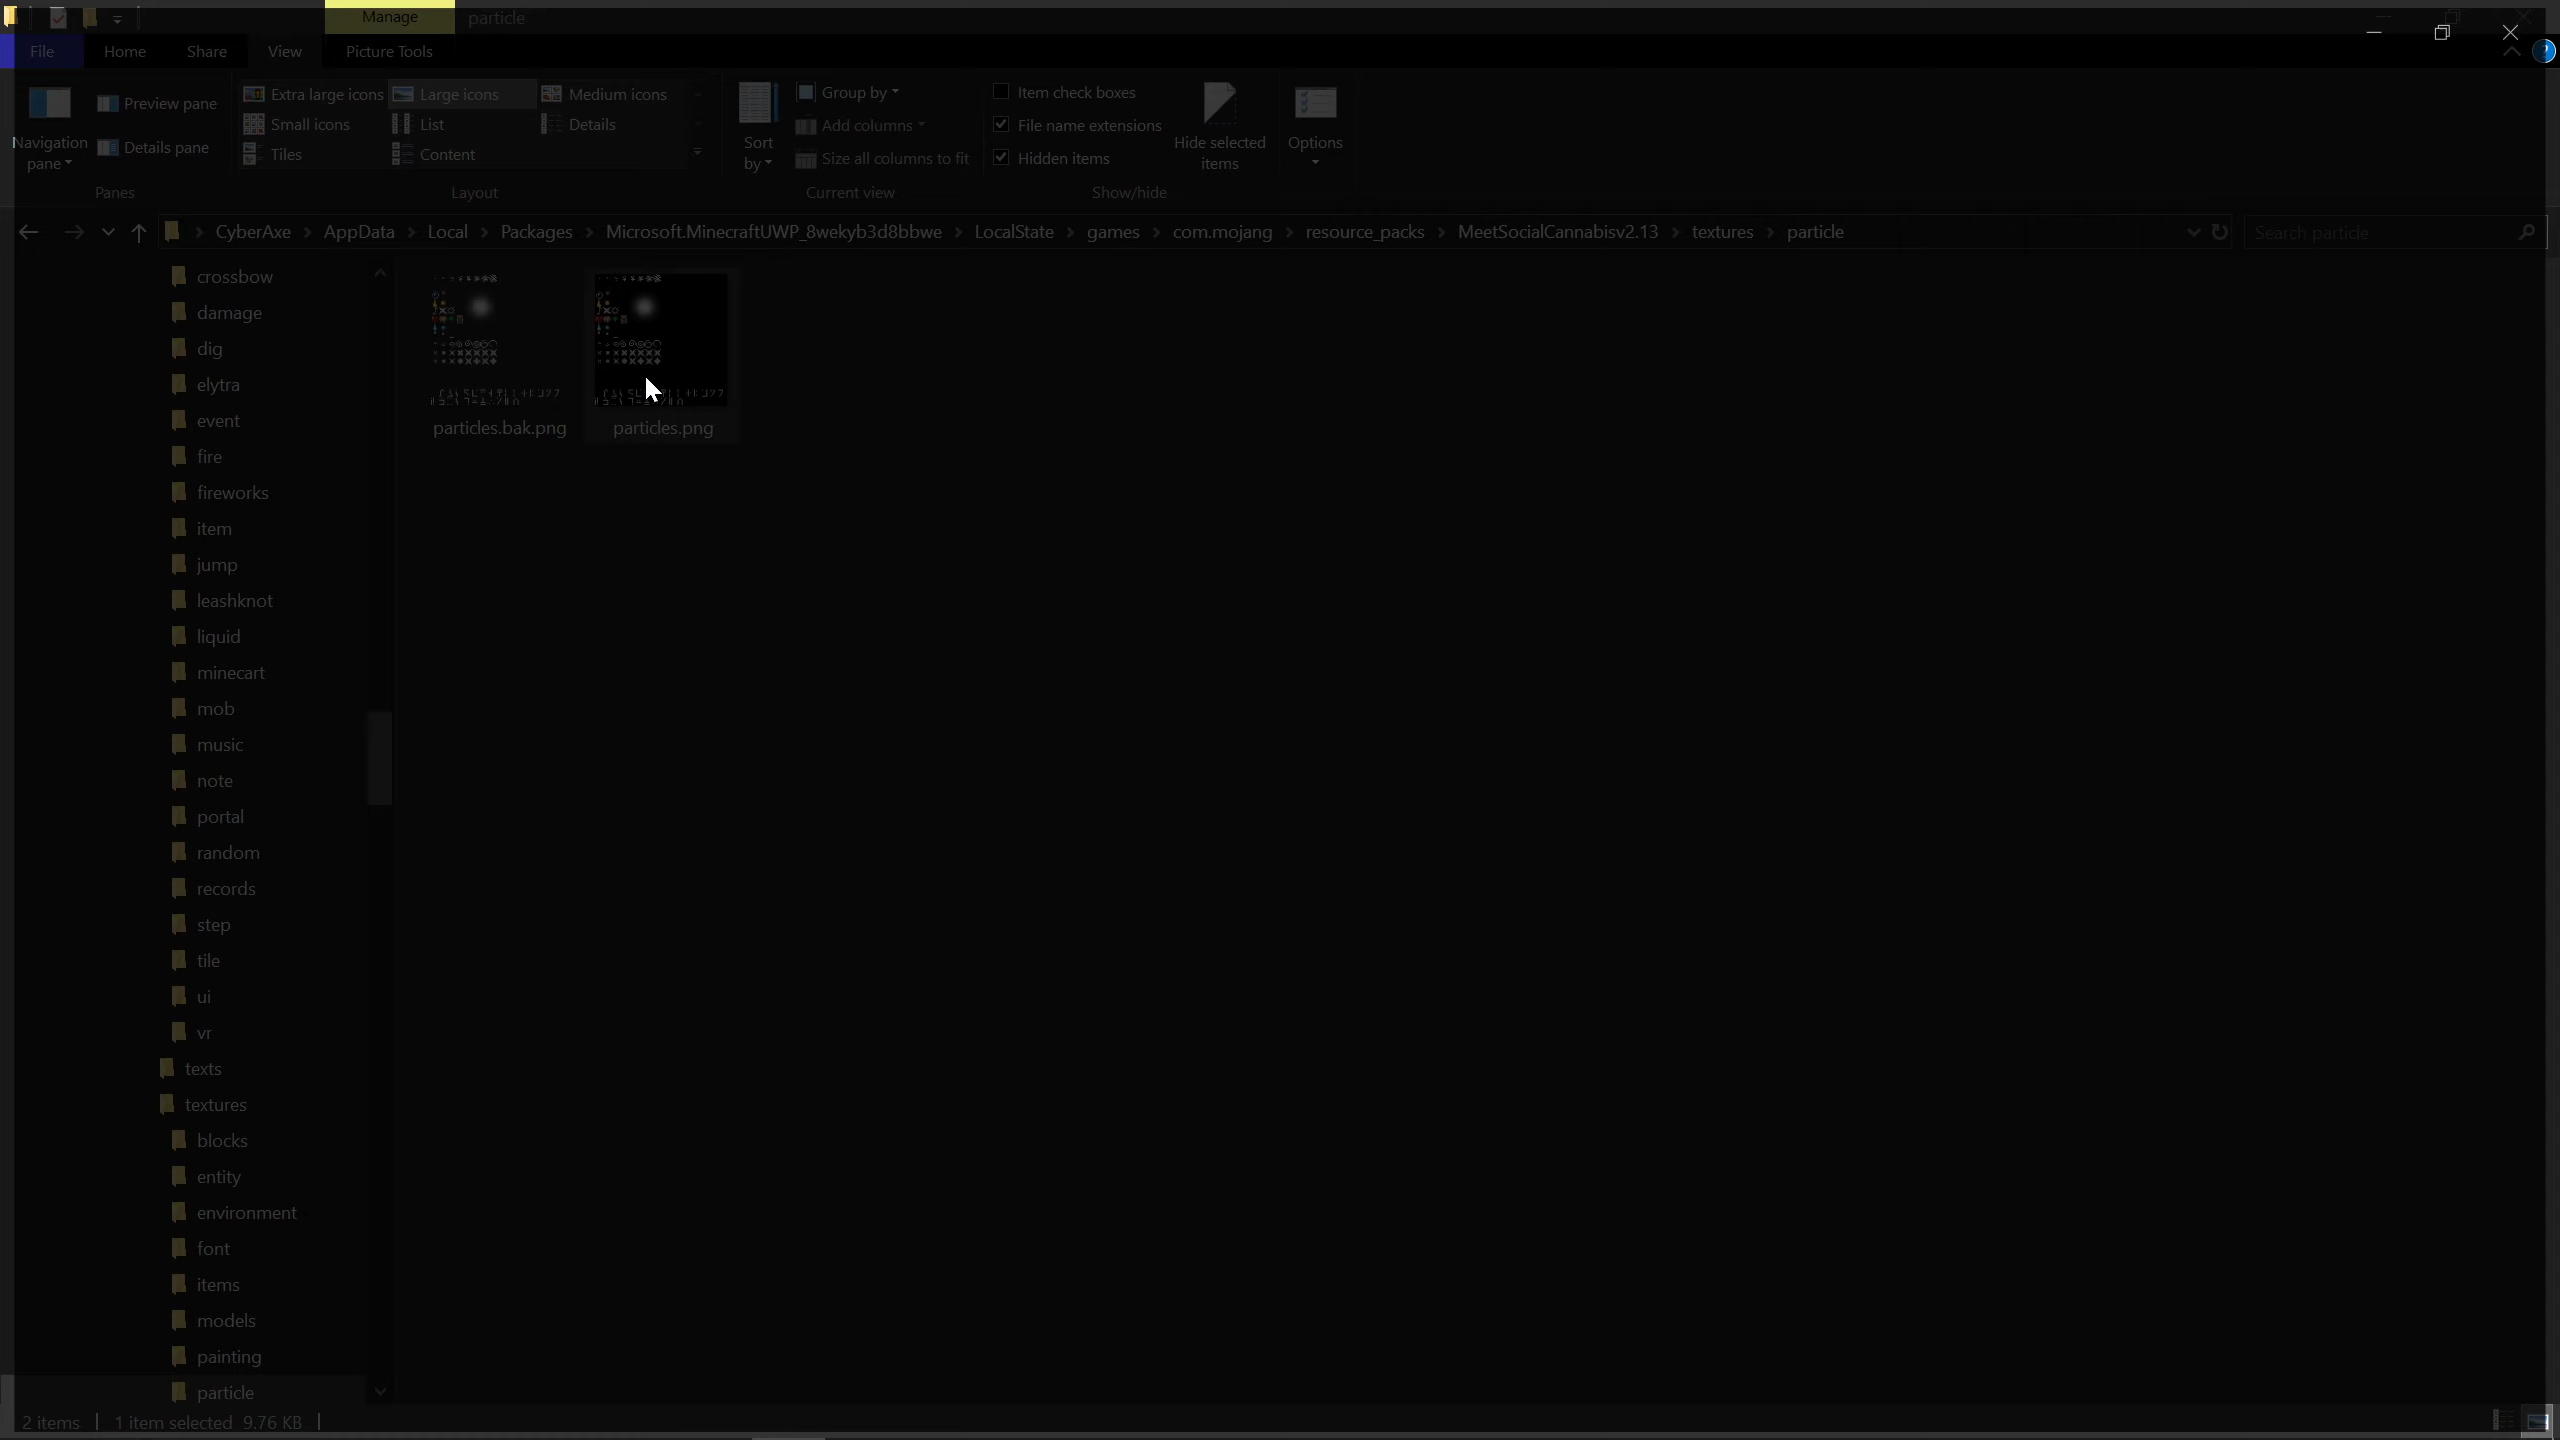 Manage particle
File Home Share View Picture Tools
Navigation pane
Preview pane
Details pane
Panes
Extra large icons Large icons Medium icons
Small icons List Details
Tiles Content
Layout
Sort by
Group by
Add columns
Size all columns to fit
Current view
Item check boxes
File name extensions
Hidden items
Hide selected items
Show/hide
Options
CyberAxe AppData Local Packages Microsoft.MinecraftUWP_8wekyb3d8bbwe LocalState games com.mojang resource_packs MeetSocialCannabisv2.13 textures particle
Search particle
crossbow
damage
dig
elytra
event
fire
fireworks
item
jump
leashknot
liquid
minecart
mob
music
note
portal
random
records
step
tile
ui
vr
texts
textures
blocks
entity
environment
font
items
models
painting
particle
particles.bak.png particles.png
2 items 1 item selected 9.76 KB